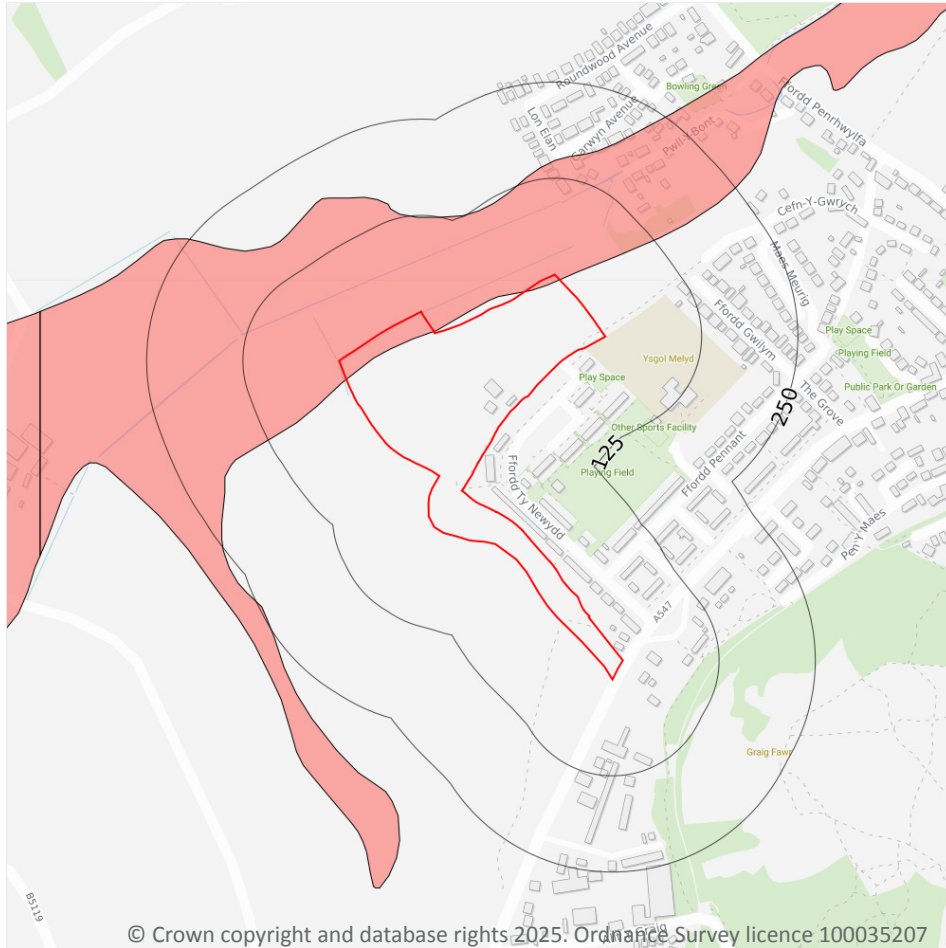 Roundwood Avenue
Bowling Green
Ffordd Penrhwylfa
Lon Elan
Garwyn Avenue
Pwll-Y-Bont
Cefn-Y-Gwrych
Maes Meurig
Ffordd Gwilym
Play Space
Playing Field
Ysgol Melyd
Play Space
The Grove
Public Park Or Garden
250
Other Sports Facility
125
Playing Field
Ffordd Pennant
Ffordd Ty Newydd
Pen Y Maes
A547
Graig Fawr
B5119
© Crown copyright and database rights 2025. Ordnance Survey licence 100035207